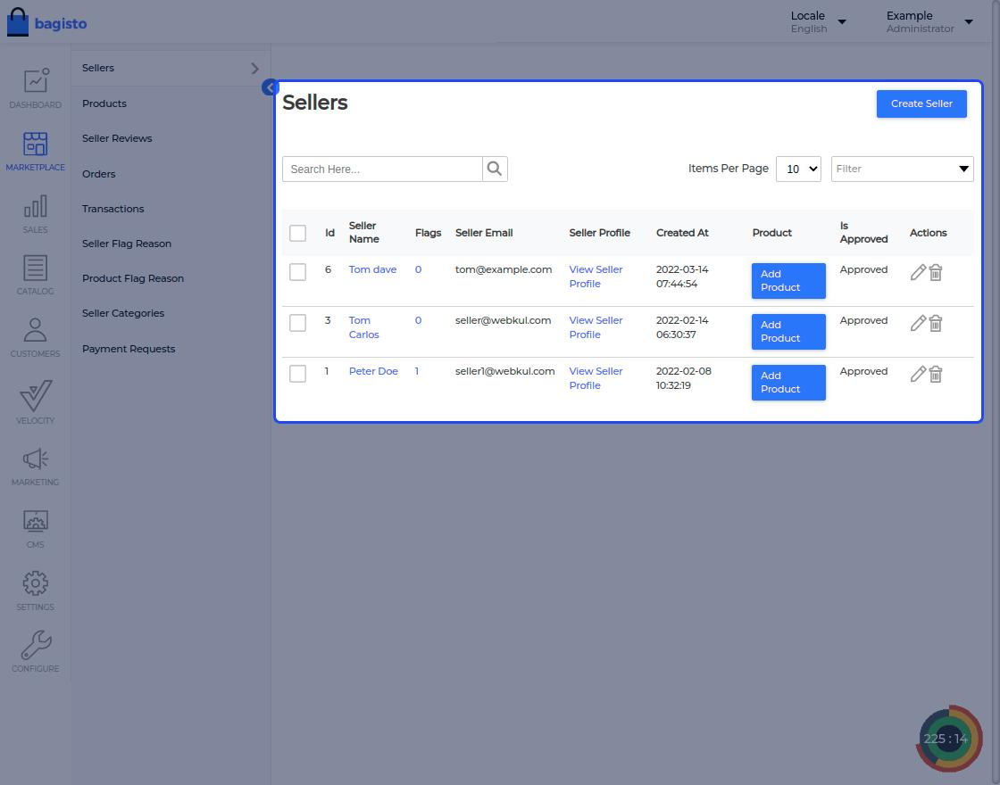 bagisto
Locale
English
Example
Administrator
DASHBOARD
MARKETPLACE
SALES
CATALOG
CUSTOMERS
VELOCITY
MARKETING
CMS
SETTINGS
CONFIGURE
Sellers
Products
Seller Reviews
Orders
Transactions
Seller Flag Reason
Product Flag Reason
Seller Categories
Payment Requests
Sellers
Create Seller
Search Here...
Items Per Page
10
Filter
Id
Seller
Name
Flags
Seller Email
Seller Profile
Created At
Product
Is
Approved
Actions
6
Tom dave
0
tom@example.com
View Seller
Profile
2022-03-14
07:44:54
Add
Product
Approved
3
Tom
Carlos
0
seller@webkul.com
View Seller
Profile
2022-02-14
06:30:37
Add
Product
Approved
1
Peter Doe
1
seller1@webkul.com
View Seller
Profile
2022-02-08
10:32:19
Add
Product
Approved
225 : 14